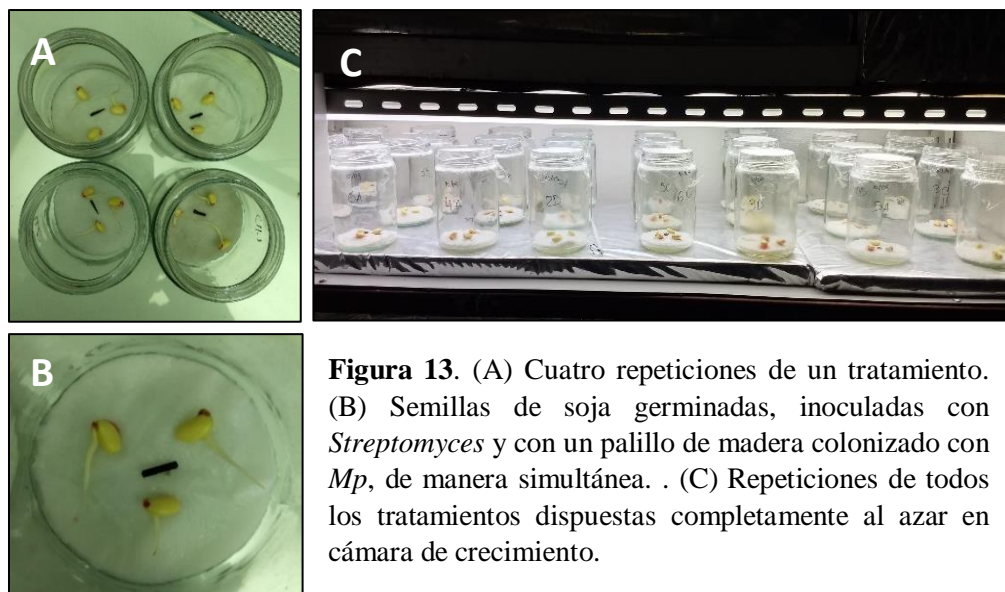 A
C
B
Figura 13. (A) Cuatro repeticiones de un tratamiento.
(B) Semillas de soja germinadas, inoculadas con
Streptomyces y con un palillo de madera colonizado con
Mp, de manera simultánea. . (C) Repeticiones de todos
los tratamientos dispuestas completamente al azar en
cámara de crecimiento.